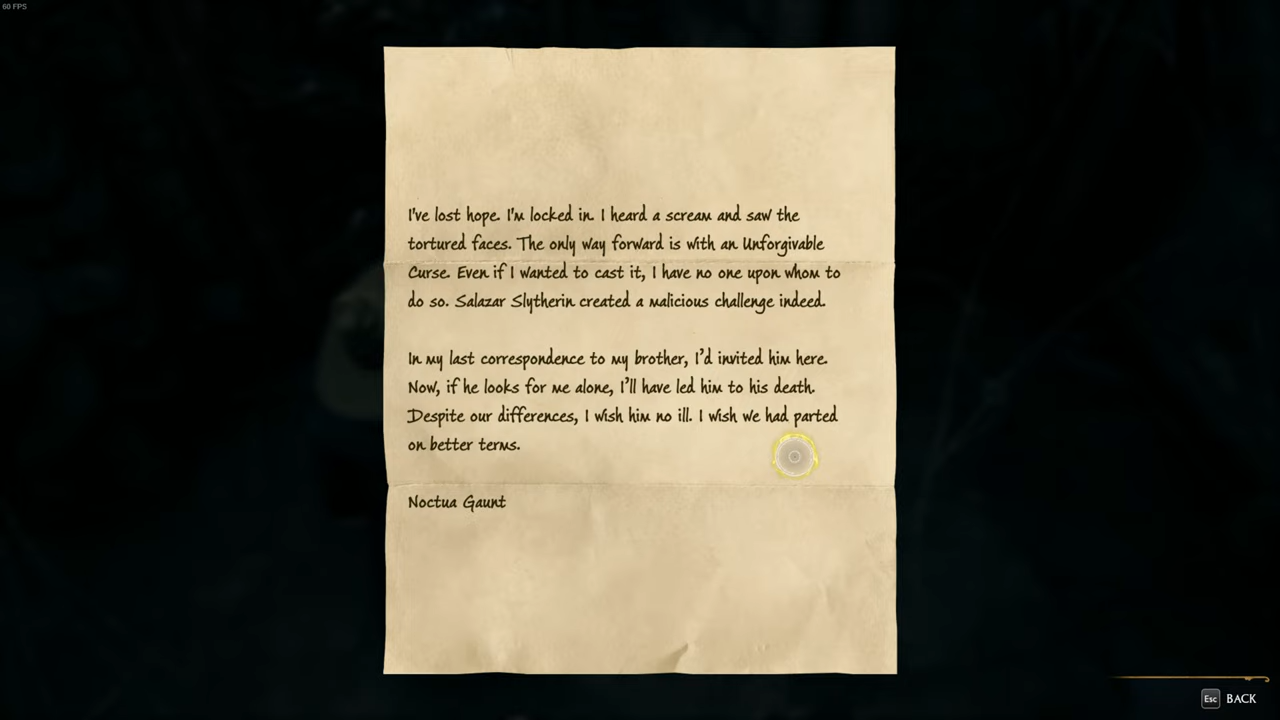 60 FPS
I've lost hope. I'm locked in. I heard a scream and saw the
tortured faces. The only way forward is with an Unforgivable
Curse. Even if I wanted to cast it, I have no one upon whom to
do so. Salazar Slytherin created a malicious challenge indeed.
In my last correspondence to my brother, I'd invited him here.
Now, if he looks for me alone, I'll have led him to his death.
Despite our differences, I wish him no ill. I wish we had parted
on better terms.
Noctua Gaunt
Esc BACK